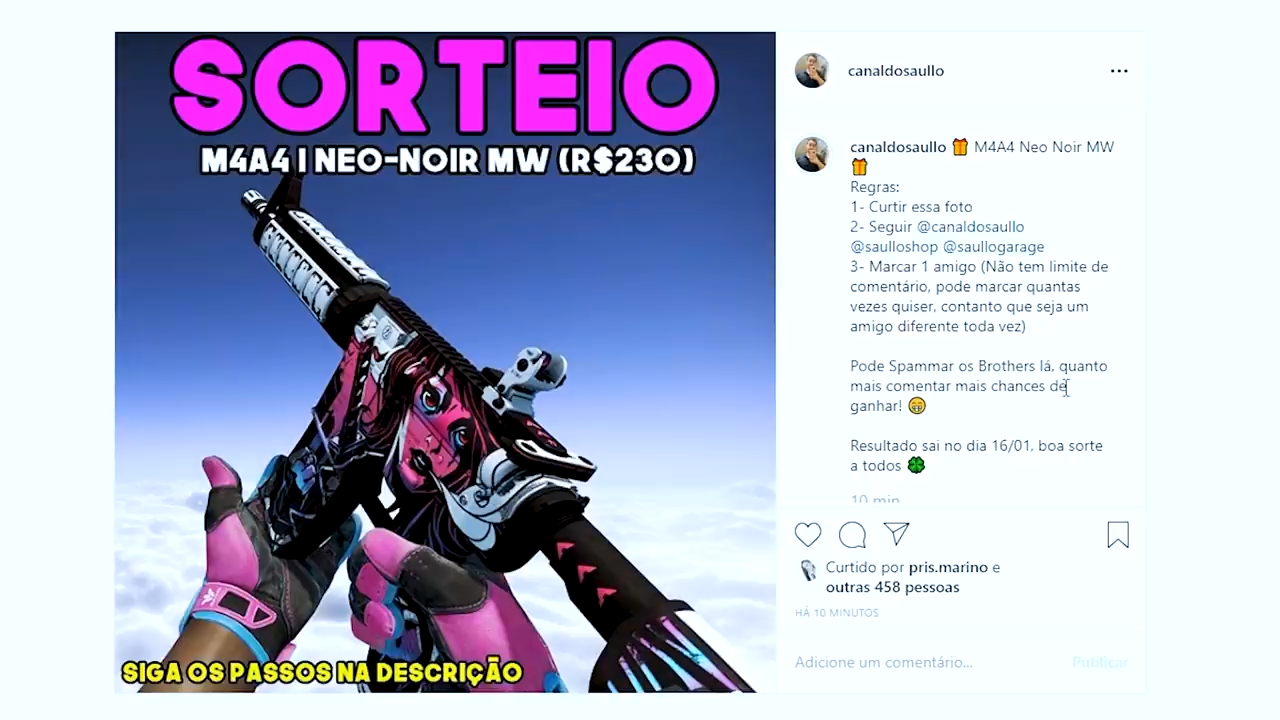 SORTEIO
M4A4 | NEO-NOIR MW (R$230)
SIGA OS PASSOS NA DESCRIÇÃO
canaldosaullo
canaldosaullo 🎁 M4A4 Neo Noir MW
🎁
Regras:
1- Curtir essa foto
2- Seguir @canaldosaullo
@saulloshop @saullogarage
3- Marcar 1 amigo (Não tem limite de
comentário, pode marcar quantas
vezes quiser, contanto que seja um
amigo diferente toda vez)
Pode Spammar os Brothers lá, quanto
mais comentar mais chances de
ganhar! 😁
Resultado sai no dia 16/01, boa sorte
a todos 🍀
10 min
Curtido por pris.marino e
outras 458 pessoas
HÁ 10 MINUTOS
Adicione um comentário... Publicar